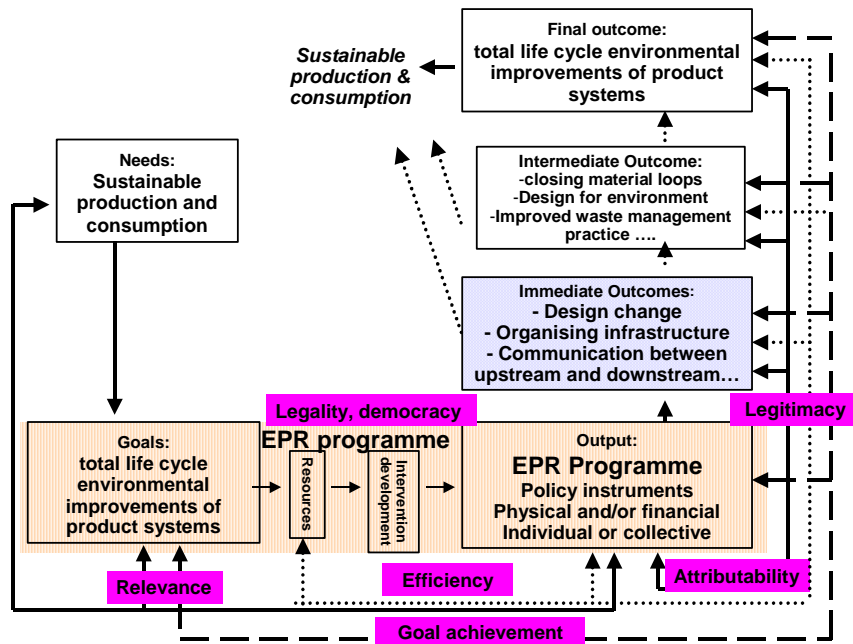 Final outcome:
total life cycle environmental
improvements of product
systems
Sustainable
production &
consumption
Needs:
Sustainable
production and
consumption
Intermediate Outcome:
-closing material loops
-Design for environment
-Improved waste management
practice ….
Immediate Outcomes:
- Design change
- Organising infrastructure
- Communication between
upstream and downstream…
Legality, democracy
Legitimacy
EPR programme
Goals:
total life cycle
environmental
improvements of
product systems
Resources
Intervention
development
Output:
EPR Programme
Policy instruments
Physical and/or financial
Individual or collective
Relevance
Efficiency
Attributability
Goal achievement